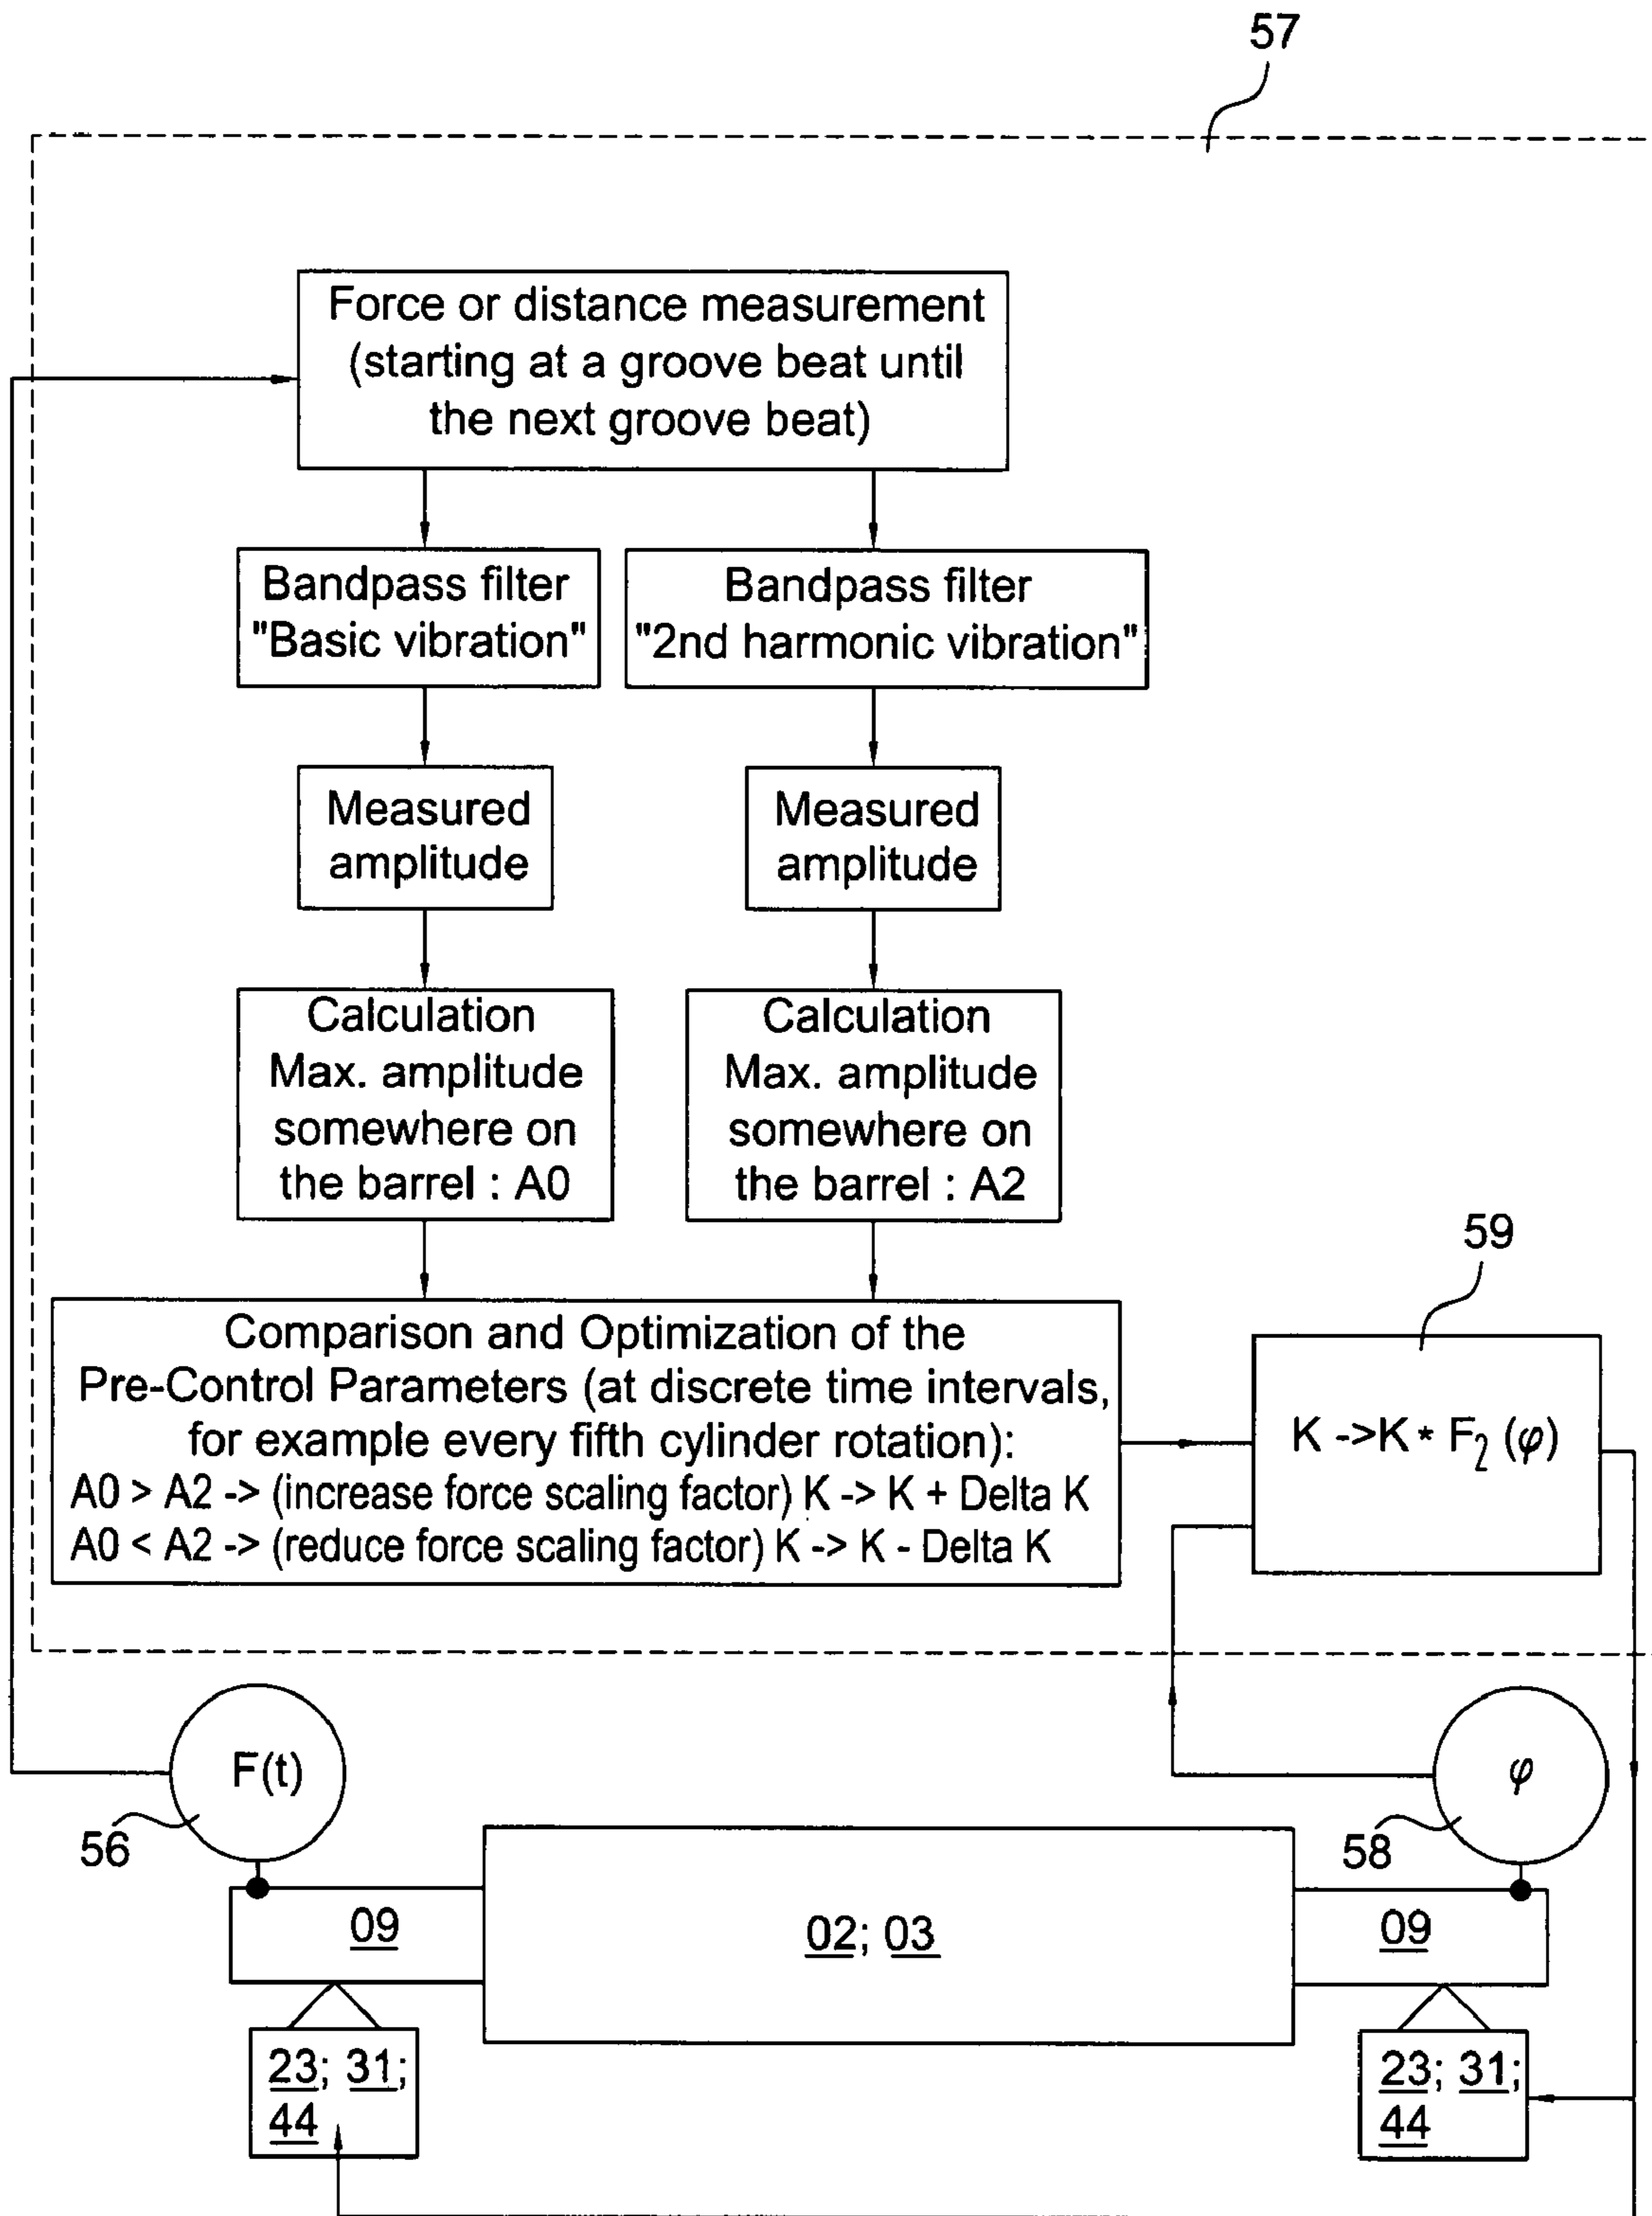 57
Force or distance measurement
(starting at a groove beat until
the next groove beat)
Bandpass filter
"Basic vibration"
Bandpass filter
"2nd harmonic vibration"
Measured
amplitude
Measured
amplitude
Calculation
Max. amplitude
somewhere on
the barrel : A0
Calculation
Max. amplitude
somewhere on
the barrel : A2
Comparison and Optimization of the
Pre-Control Parameters (at discrete time intervals,
for example every fifth cylinder rotation):
A0 > A2 -> (increase force scaling factor) K -> K + Delta K
A0 < A2 -> (reduce force scaling factor) K -> K - Delta K
59
K ->K * F₂ (φ)
F(t)
56
φ
58
09
02; 03
09
23; 31;
44
23; 31;
44